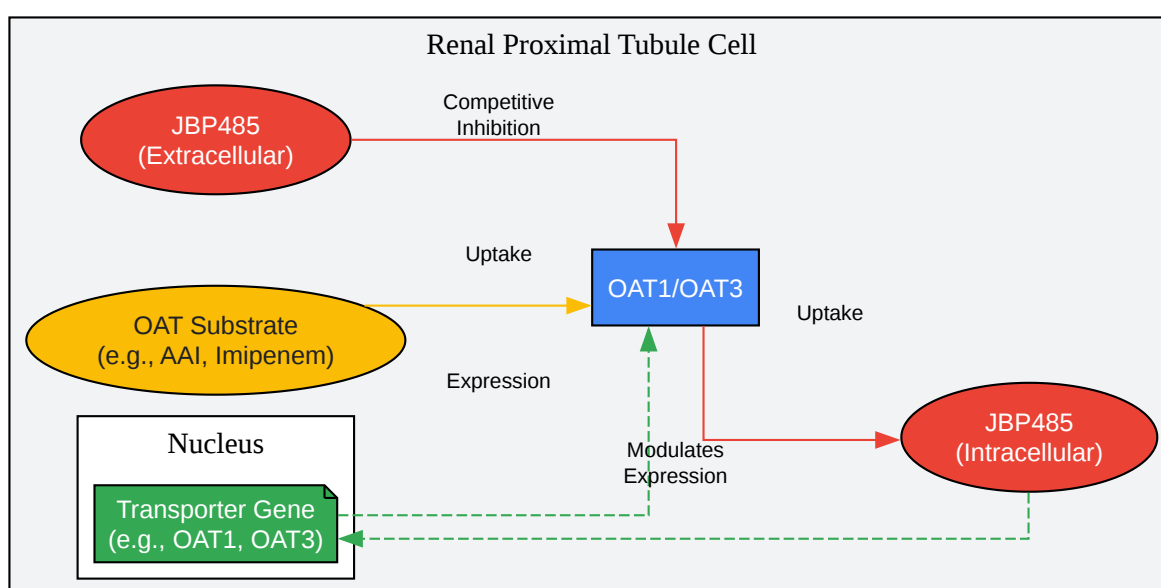 Renal Proximal Tubule Cell
JBP485
(Extracellular)
Competitive
Inhibition
Uptake
OAT1/OAT3
Uptake
OAT Substrate
(e.g., AAI, Imipenem)
Expression
JBP485
(Intracellular)
Nucleus
Modulates
Expression
Transporter Gene
(e.g., OAT1, OAT3)